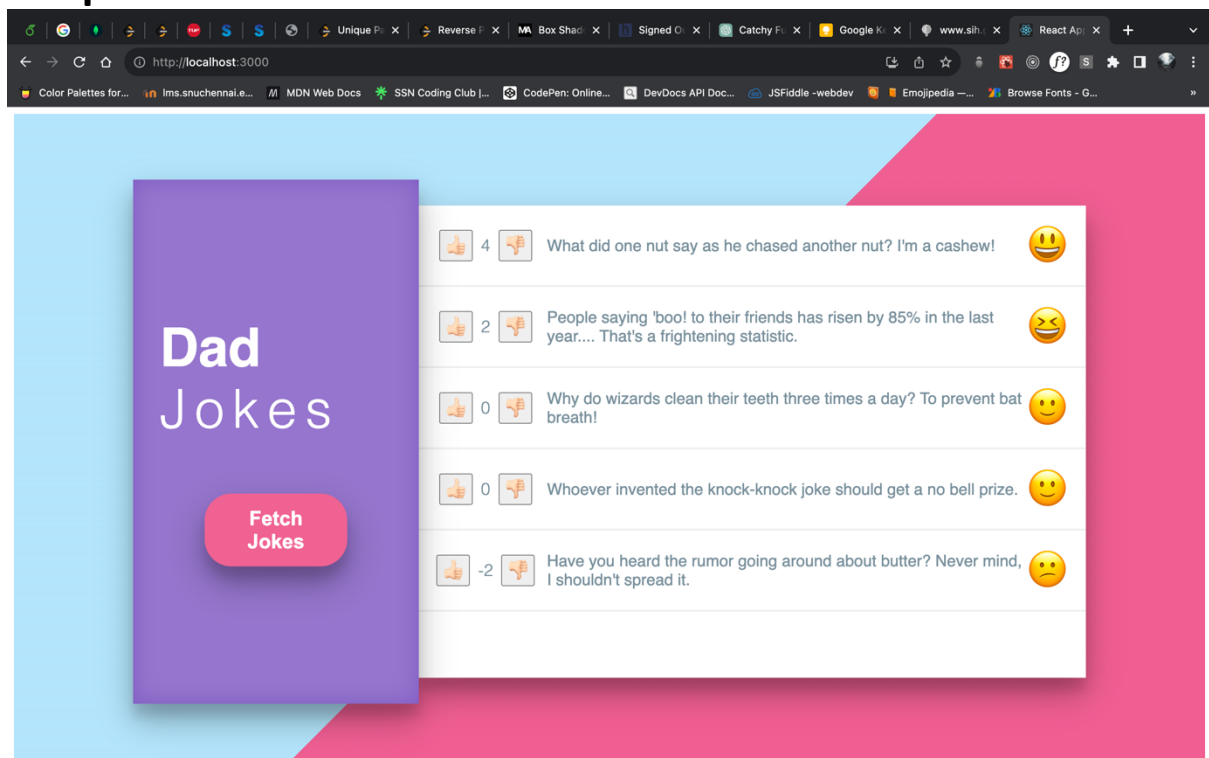 Unique Pa
Reverse P
Box Shad
Signed O
Catchy Fu
Google Ke
www.sih.
React Ap
http://localhost:3000
Color Palettes for...
lms.snuchennai.e...
MDN Web Docs
SSN Coding Club |...
CodePen: Online...
DevDocs API Doc...
JSFiddle -webdev
Emojipedia —...
Browse Fonts - G...
»
Dad
Jokes
Fetch
Jokes
4
What did one nut say as he chased another nut? I'm a cashew!
2
People saying 'boo! to their friends has risen by 85% in the last
year.... That's a frightening statistic.
0
Why do wizards clean their teeth three times a day? To prevent bat
breath!
0
Whoever invented the knock-knock joke should get a no bell prize.
-2
Have you heard the rumor going around about butter? Never mind,
I shouldn't spread it.